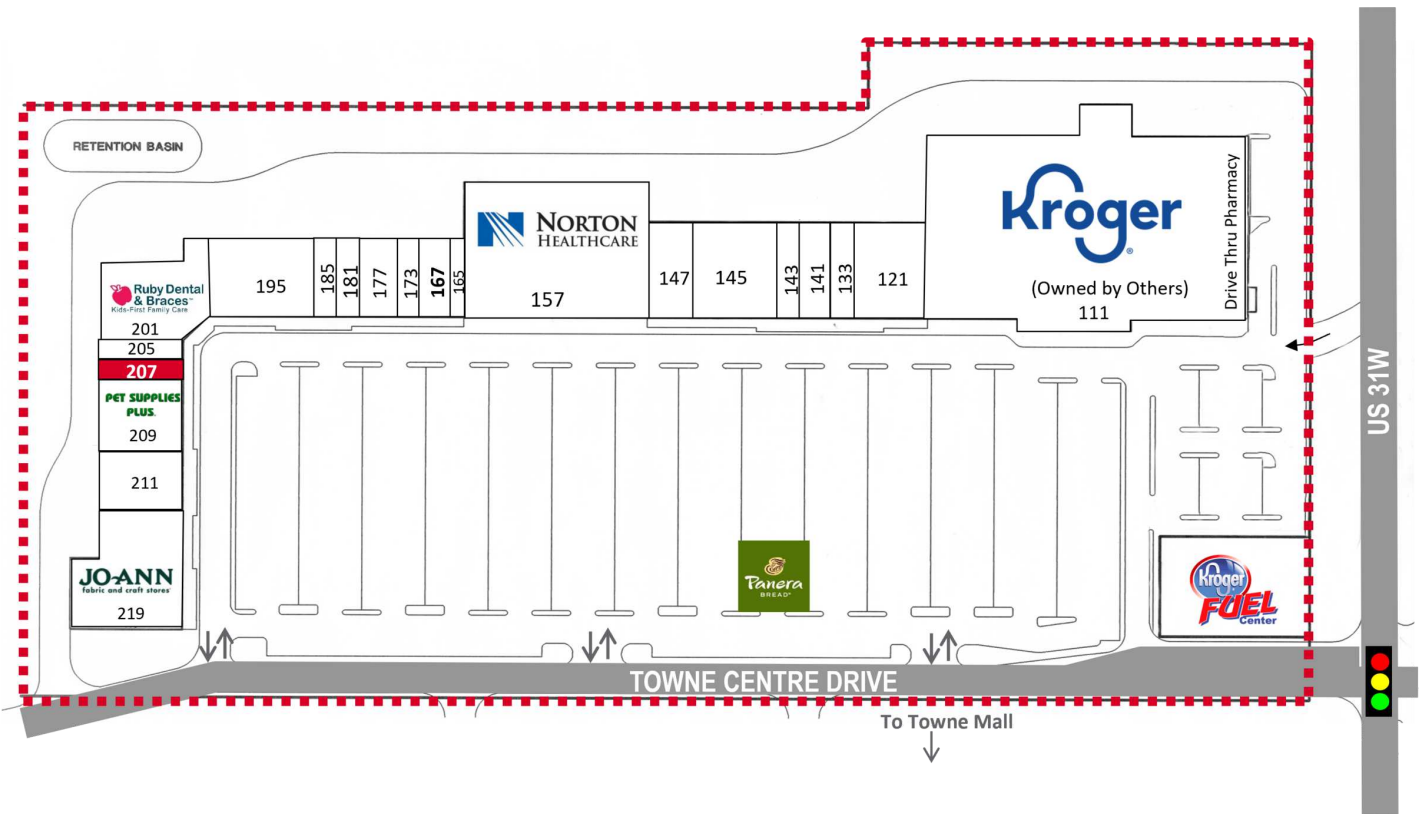 RETENTION BASIN
Kroger
®
(Owned by Others)
111
Drive Thru Pharmacy
NORTON
HEALTHCARE
157
Ruby Dental
& Braces™
Kids-First Family Care
201
195
185
181
177
173
167
165
147
145
143
141
133
121
205
207
PET SUPPLIES
PLUS.
209
211
JO-ANN
fabric and craft stores®
219
Panera
BREAD®
Kroger
FUEL
Center
US 31W
TOWNE CENTRE DRIVE
To Towne Mall